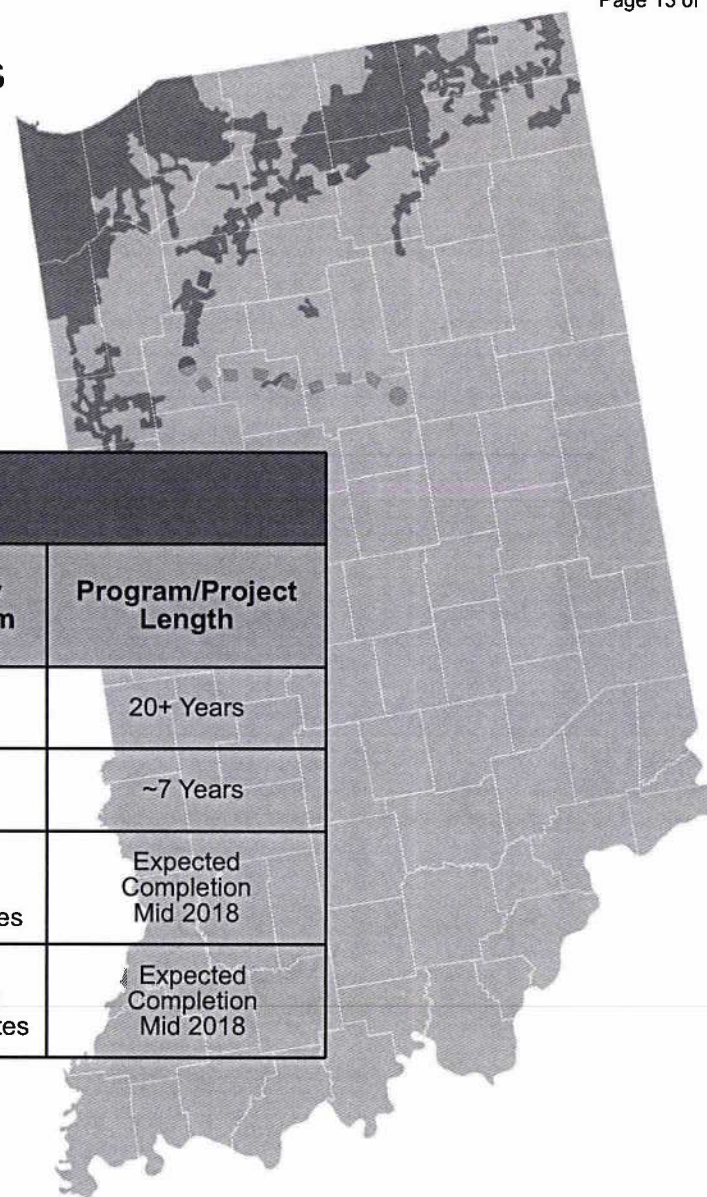 Page 13 of
s
Program/Project
Length
m
20+ Years
~7 Years
Expected
Completion
Mid 2018
es
Expected
Completion
Mid 2018
tes